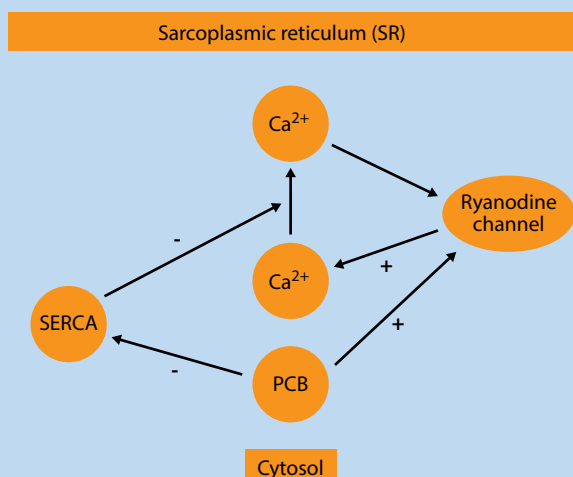 Sarcoplasmic reticulum (SR)
Ca²⁺
Ryanodine
channel
-
Ca²⁺
+
SERCA
+
-
PCB
Cytosol